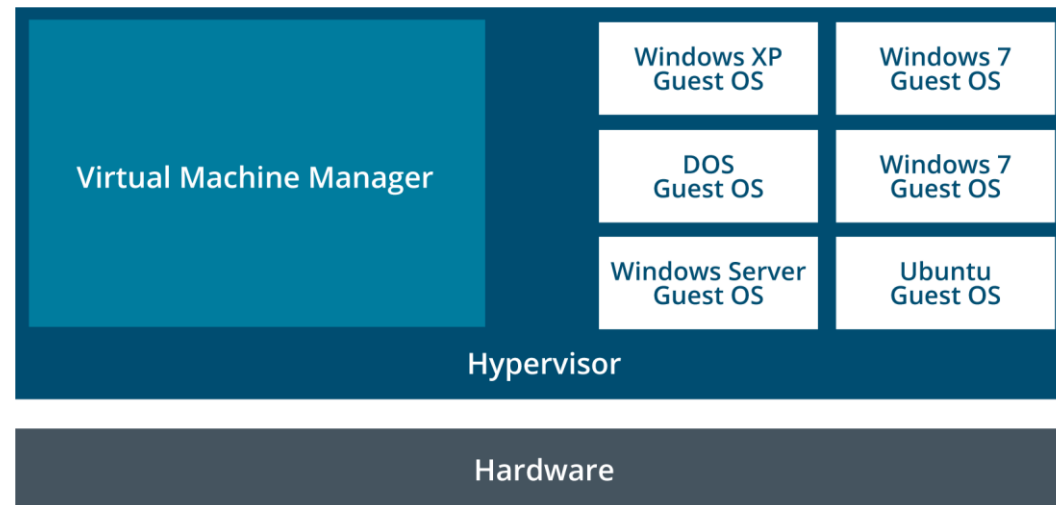 Virtual Machine Manager
Windows XP
Guest OS
Windows 7
Guest OS
DOS
Guest OS
Windows 7
Guest OS
Windows Server
Guest OS
Ubuntu
Guest OS
Hypervisor
Hardware